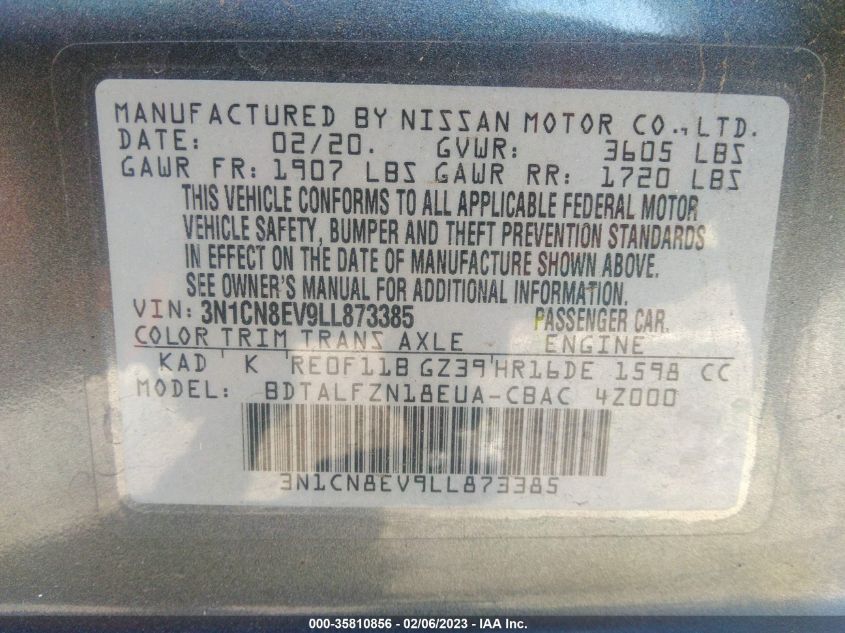 MANUFACTURED BY NISSAN MOTOR CO., LTD.
DATE: 02/20. GVWR: 3605 LBS
GAWR FR: 1907 LBS GAWR RR: 1720 LBS
THIS VEHICLE CONFORMS TO ALL APPLICABLE FEDERAL MOTOR
VEHICLE SAFETY, BUMPER AND THEFT PREVENTION STANDARDS
IN EFFECT ON THE DATE OF MANUFACTURE SHOWN ABOVE.
SEE OWNER'S MANUAL FOR ADDITIONAL INFORMATION.
VIN: 3N1CN8EV9LL873385 PASSENGER CAR.
COLOR TRIM TRANS AXLE ENGINE
KAD K RE0F11B GZ39 HR16DE 1598 CC
MODEL: BDTALFZN18EUA-CBAC 4Z000
3N1CN8EV9LL873385
000-35810856 - 02/06/2023 - © IAA, Inc.